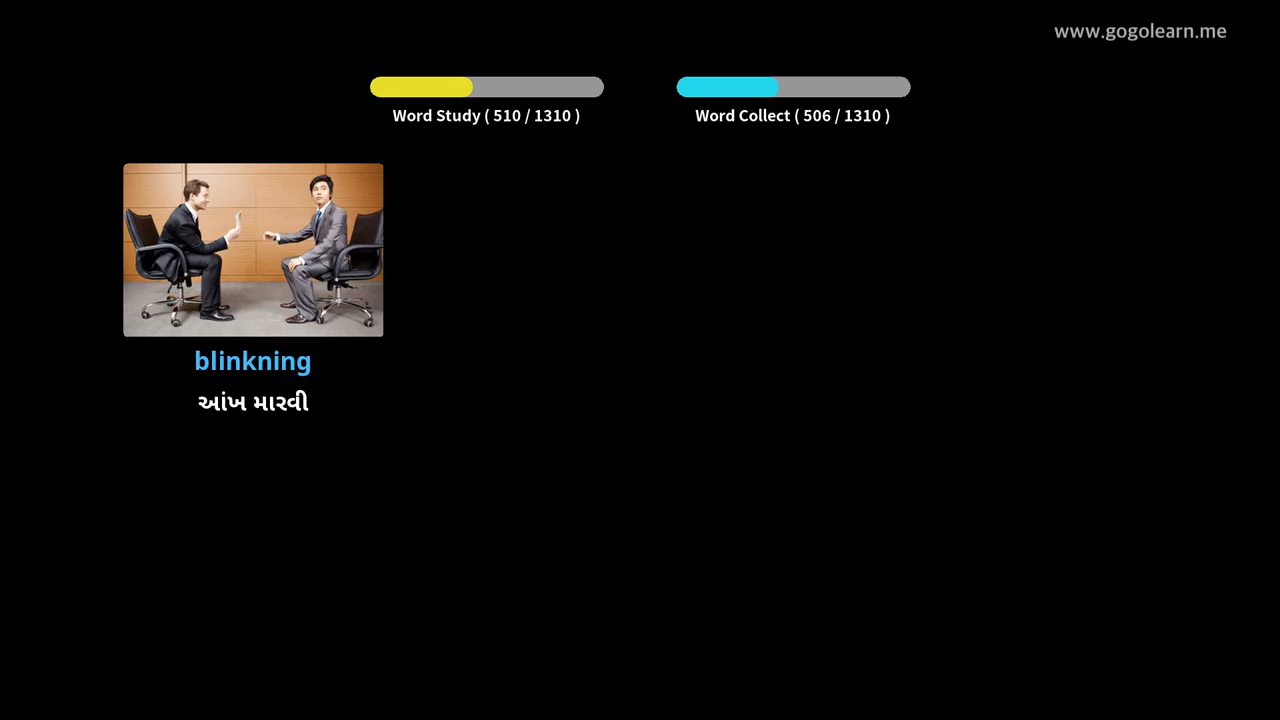 www.gogolearn.me
Word Study ( 510 / 1310 )
Word Collect ( 506 / 1310 )
blinkning
આંખ મારવી